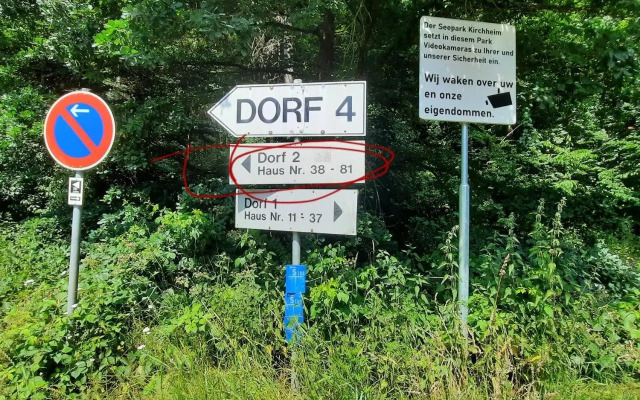 DORF 4
Dorf 2
Haus Nr. 38 - 81
Dorf 1
Haus Nr. 11 - 37
Der Seepark Kirchheim
setzt in diesem Park
Videokameras zu Ihrer und
unserer Sicherheit ein.
Wij waken over uw
en onze
eigendommen.